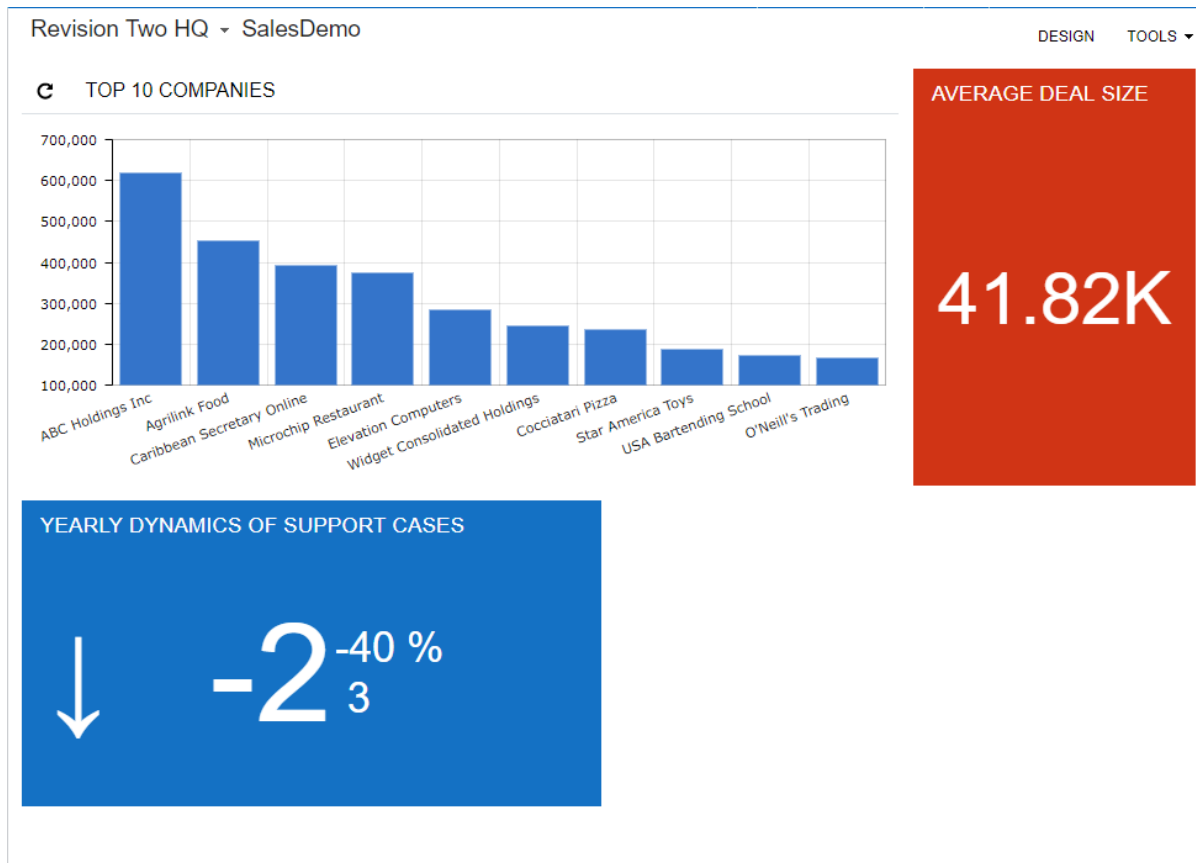 Revision Two HQ SalesDemo
DESIGN TOOLS
TOP 10 COMPANIES
700,000
600,000
500,000
400,000
300,000
200,000
100,000
ABC Holdings Inc
Agrilink Food
Caribbean Secretary Online
Microchip Restaurant
Elevation Computers
Widget Consolidated Holdings
Cocciatari Pizza
Star America Toys
USA Bartending School
O'Neill's Trading
AVERAGE DEAL SIZE
41.82K
YEARLY DYNAMICS OF SUPPORT CASES
-2
-40 %
3